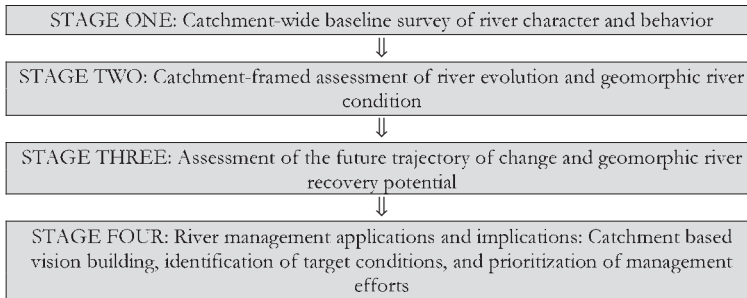 STAGE ONE: Catchment-wide baseline survey of river character and behavior
⇓
STAGE TWO: Catchment-framed assessment of river evolution and geomorphic river
condition
⇓
STAGE THREE: Assessment of the future trajectory of change and geomorphic river
recovery potential
⇓
STAGE FOUR: River management applications and implications: Catchment based
vision building, identification of target conditions, and prioritization of management
efforts